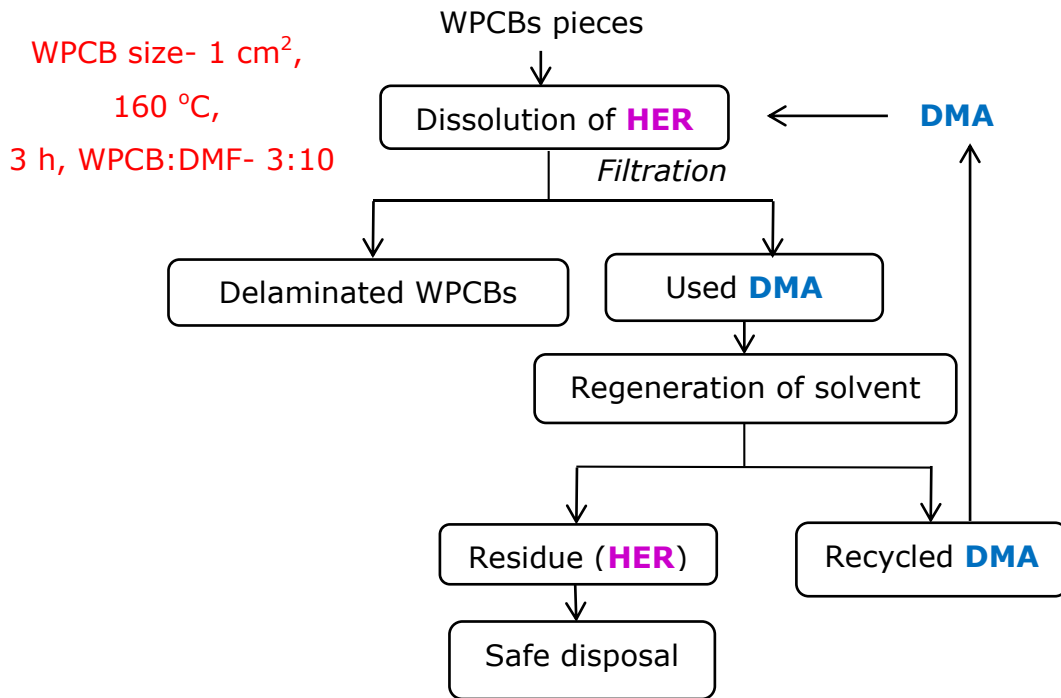 WPCBs pieces
WPCB size- 1 cm²,
160 °C,
3 h, WPCB:DMF- 3:10
Dissolution of HER
DMA
Filtration
Delaminated WPCBs
Used DMA
Regeneration of solvent
Residue (HER)
Recycled DMA
Safe disposal